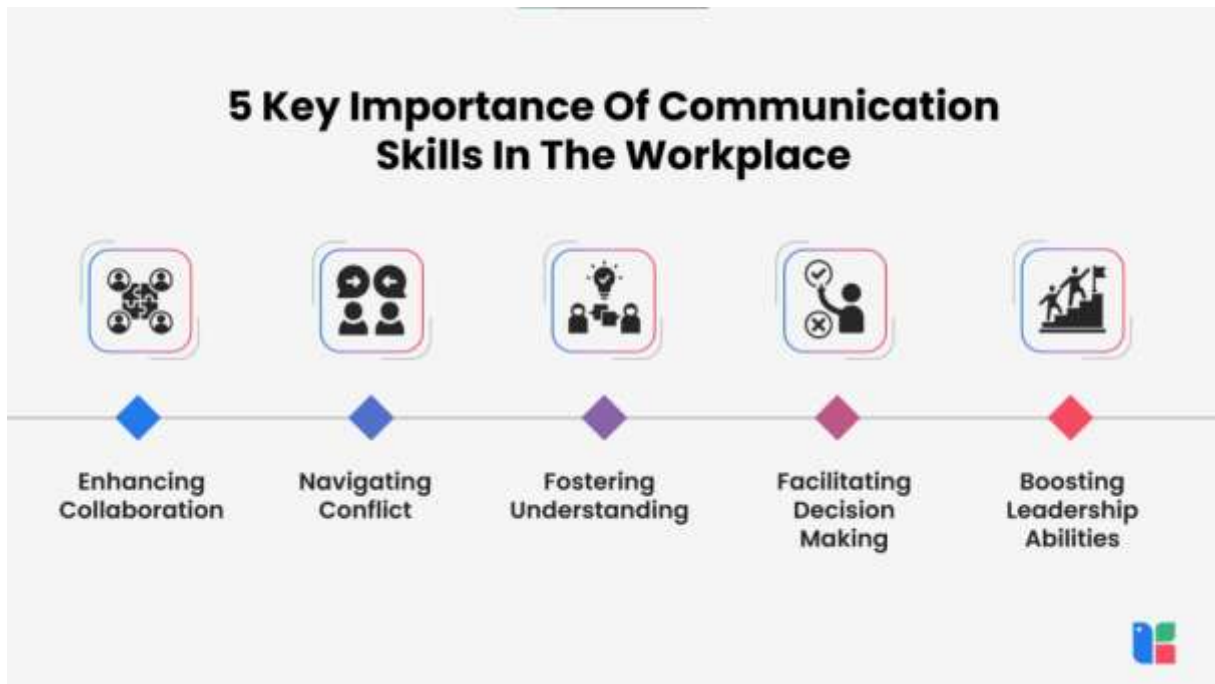 5 Key Importance Of Communication
Skills In The Workplace
Enhancing
Collaboration
Navigating
Conflict
Fostering
Understanding
Facilitating
Decision
Making
Boosting
Leadership
Abilities